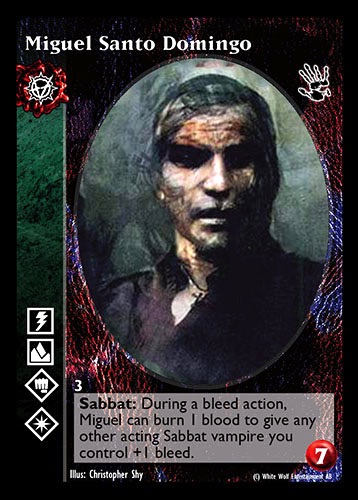 Miguel Santo Domingo
3
Sabbat: During a bleed action,
Miguel can burn 1 blood to give any
other acting Sabbat vampire you
control +1 bleed.
7
Illus: Christopher Shy
(C) White Wolf Entertainment AB